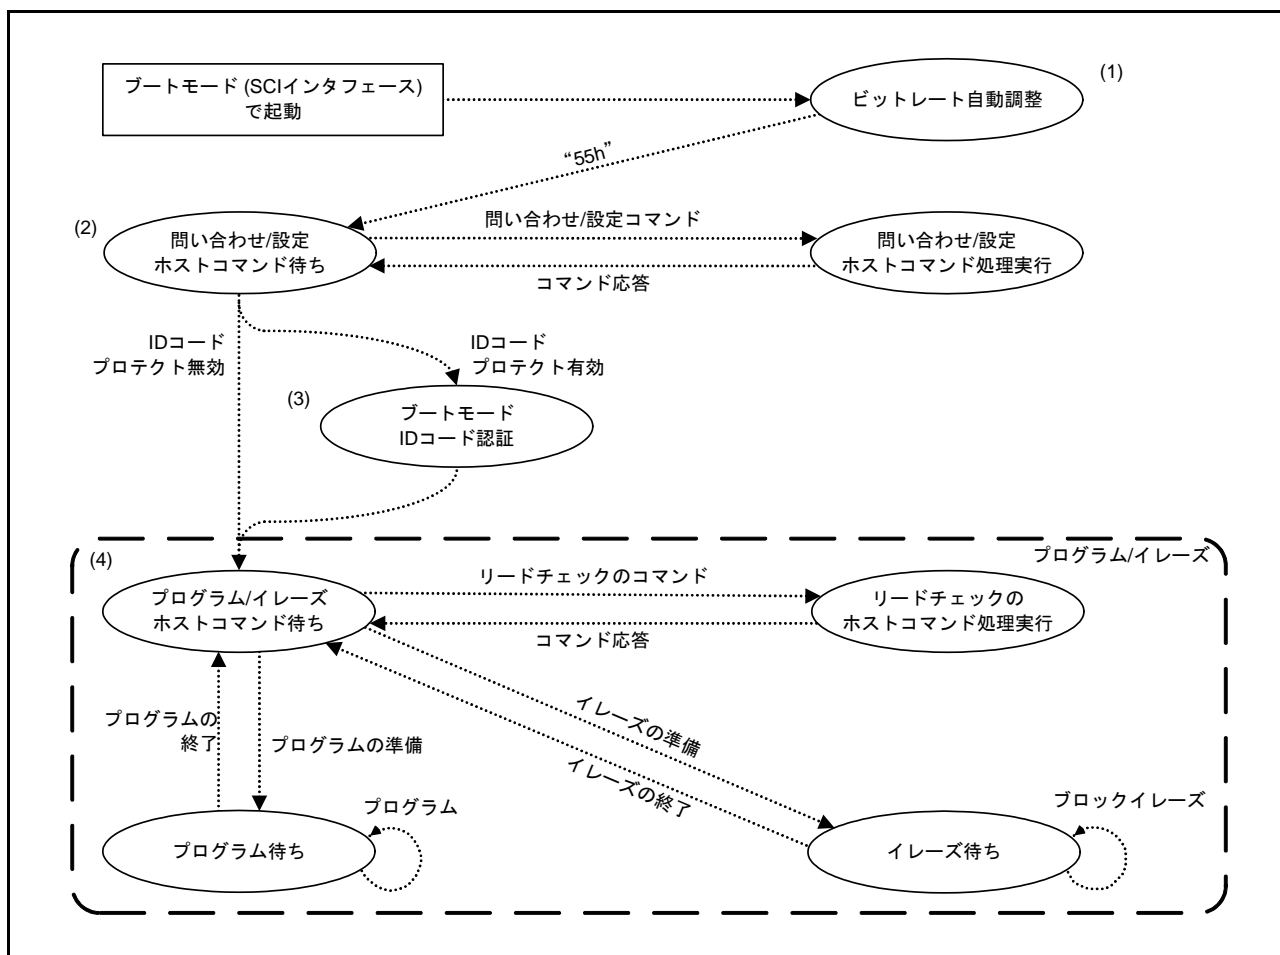 ブートモード (SCIインタフェース)
で起動
(1)
ビットレート自動調整
“55h”
(2)
問い合わせ/設定
ホストコマンド待ち
問い合わせ/設定コマンド
コマンド応答
問い合わせ/設定
ホストコマンド処理実行
IDコード
プロテクト無効
IDコード
プロテクト有効
(3)
ブートモード
IDコード認証
プログラム/イレーズ
(4)
プログラム/イレーズ
ホストコマンド待ち
リードチェックのコマンド
コマンド応答
リードチェックの
ホストコマンド処理実行
プログラムの
終了
プログラムの準備
イレーズの準備
イレーズの終了
プログラム
プログラム待ち
ブロックイレーズ
イレーズ待ち